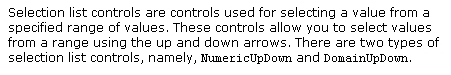 Selection list controls are controls used for selecting a value from a
specified range of values. These controls allow you to select values
from a range using the up and down arrows. There are two types of
selection list controls, namely, NumericUpDown and DomainUpDown.